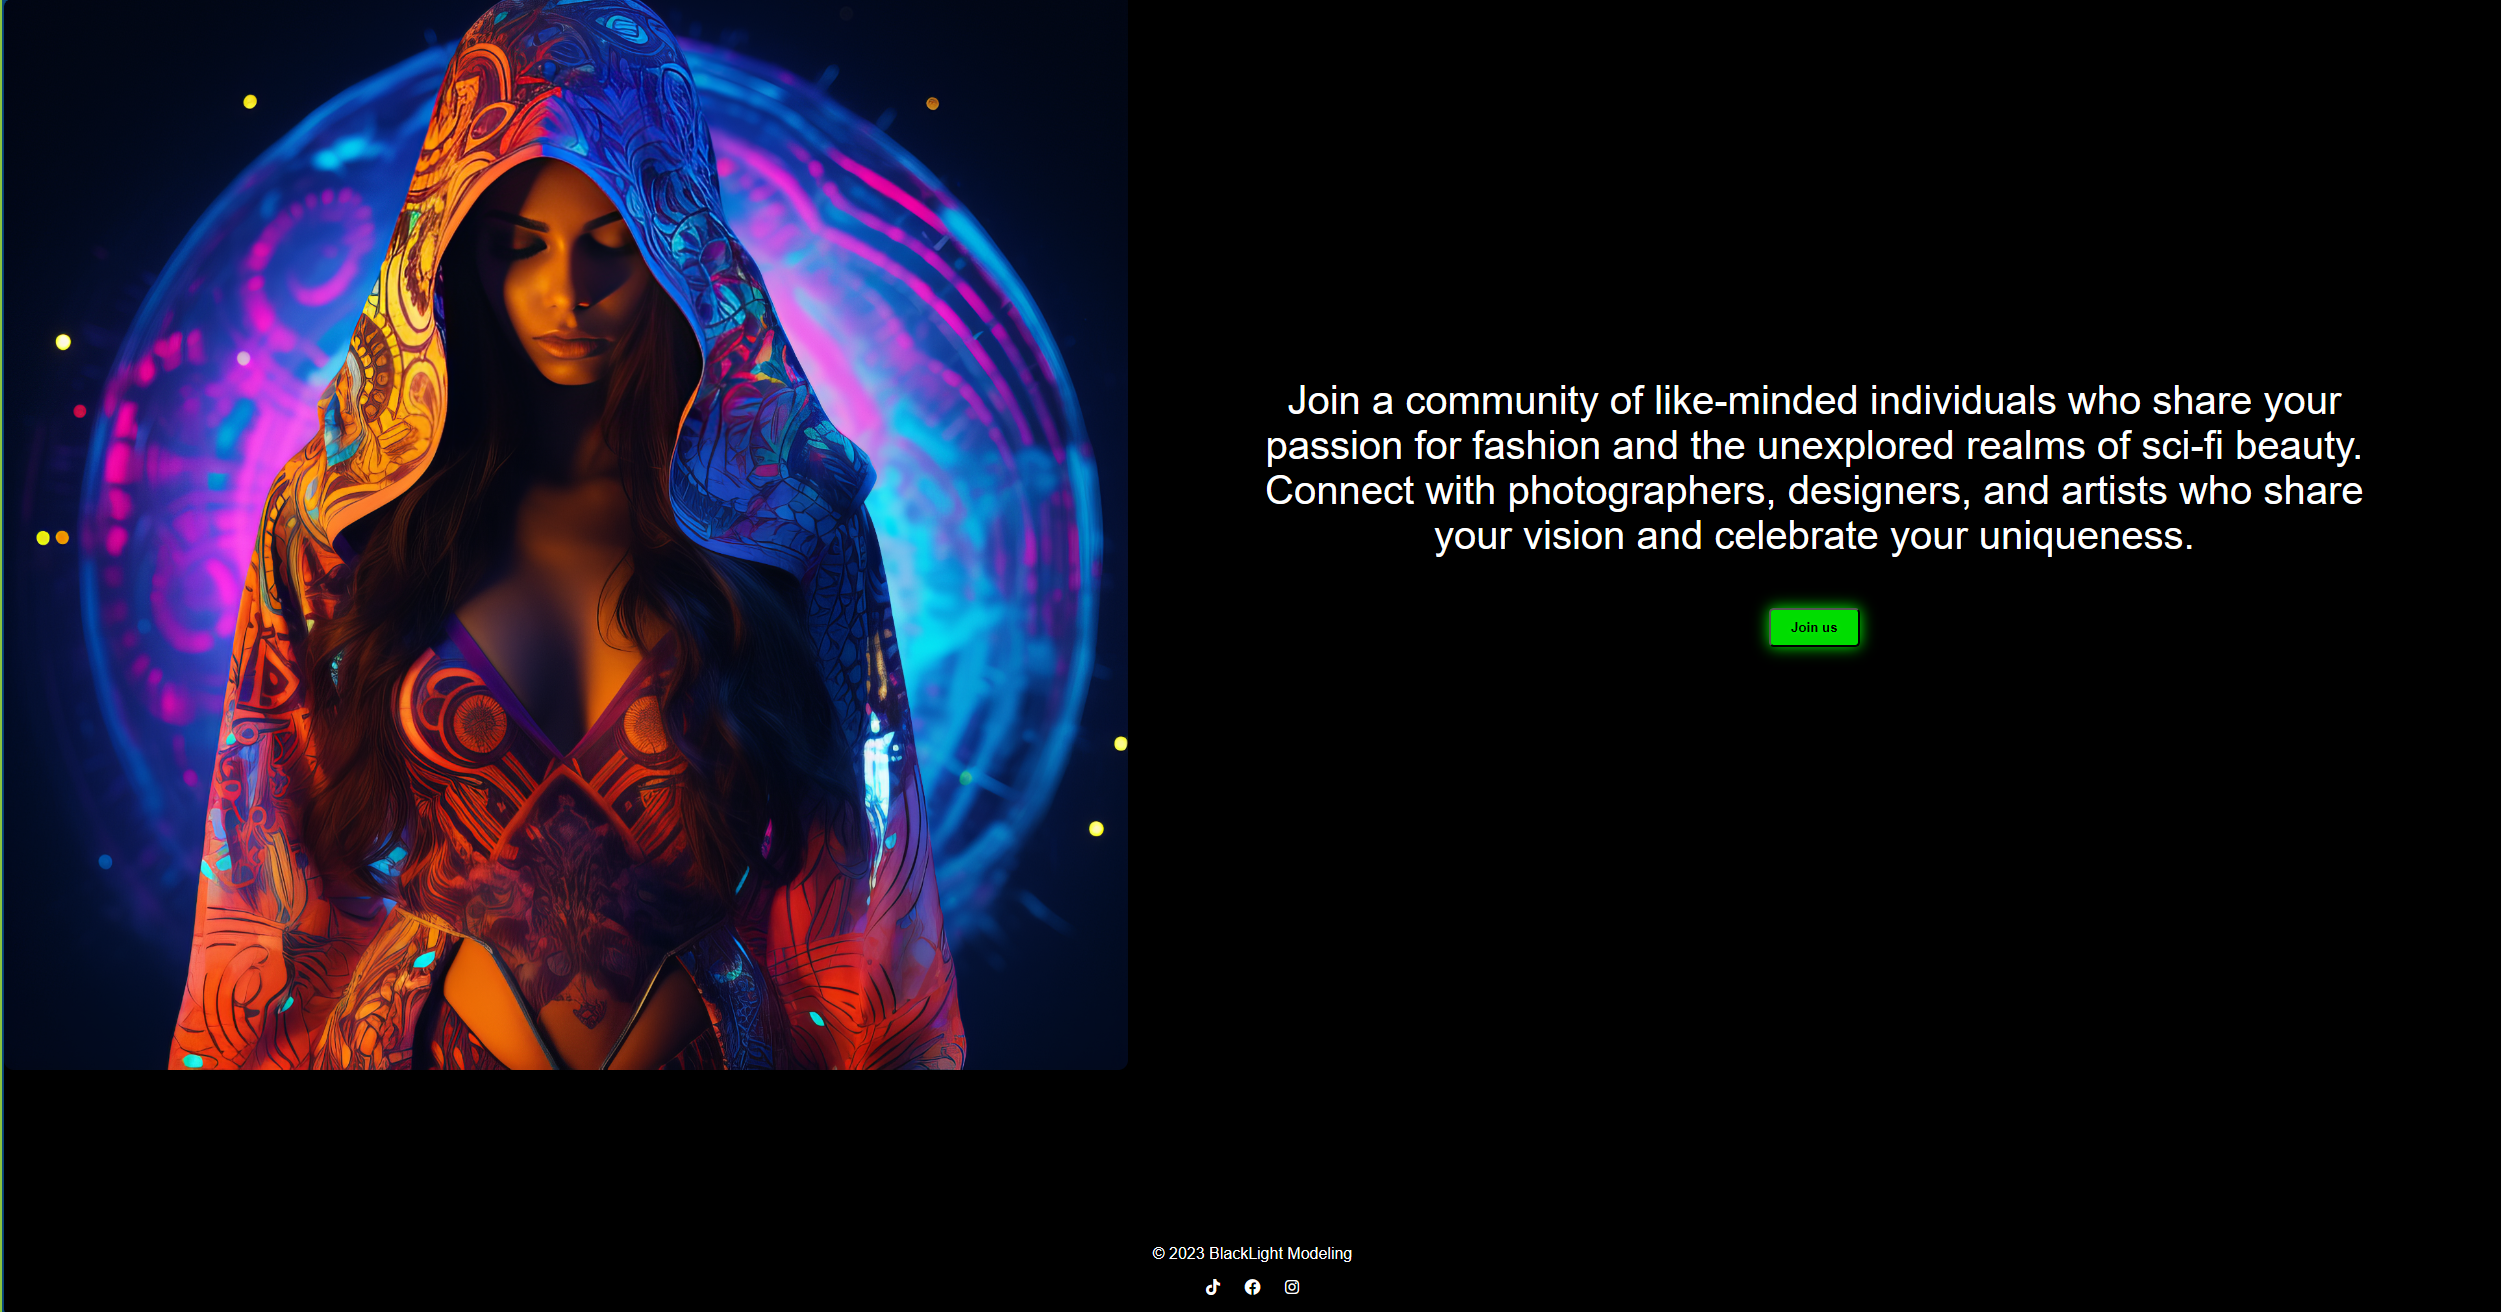 Join a community of like-minded individuals who share your
passion for fashion and the unexplored realms of sci-fi beauty.
Connect with photographers, designers, and artists who share
your vision and celebrate your uniqueness.
Join us
© 2023 BlackLight Modeling